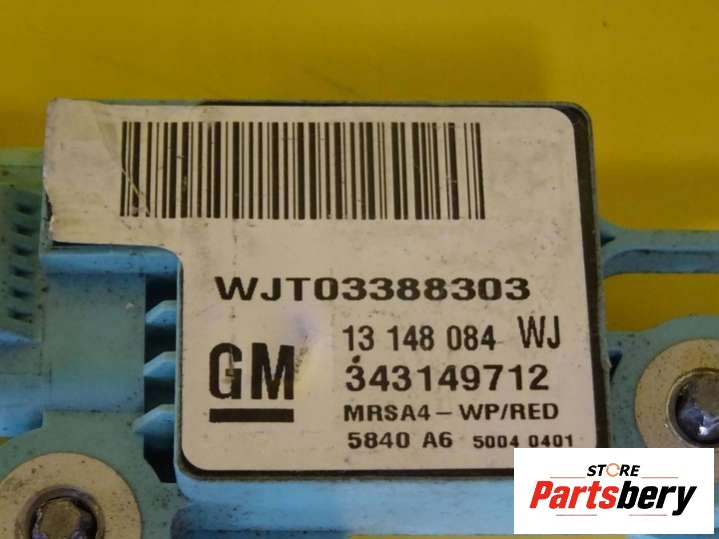 WJT03388303
GM
13 148 084 WJ
343149712
MRSA4-WP/RED
5840 A6 5004 0401
STORE
Partsbery